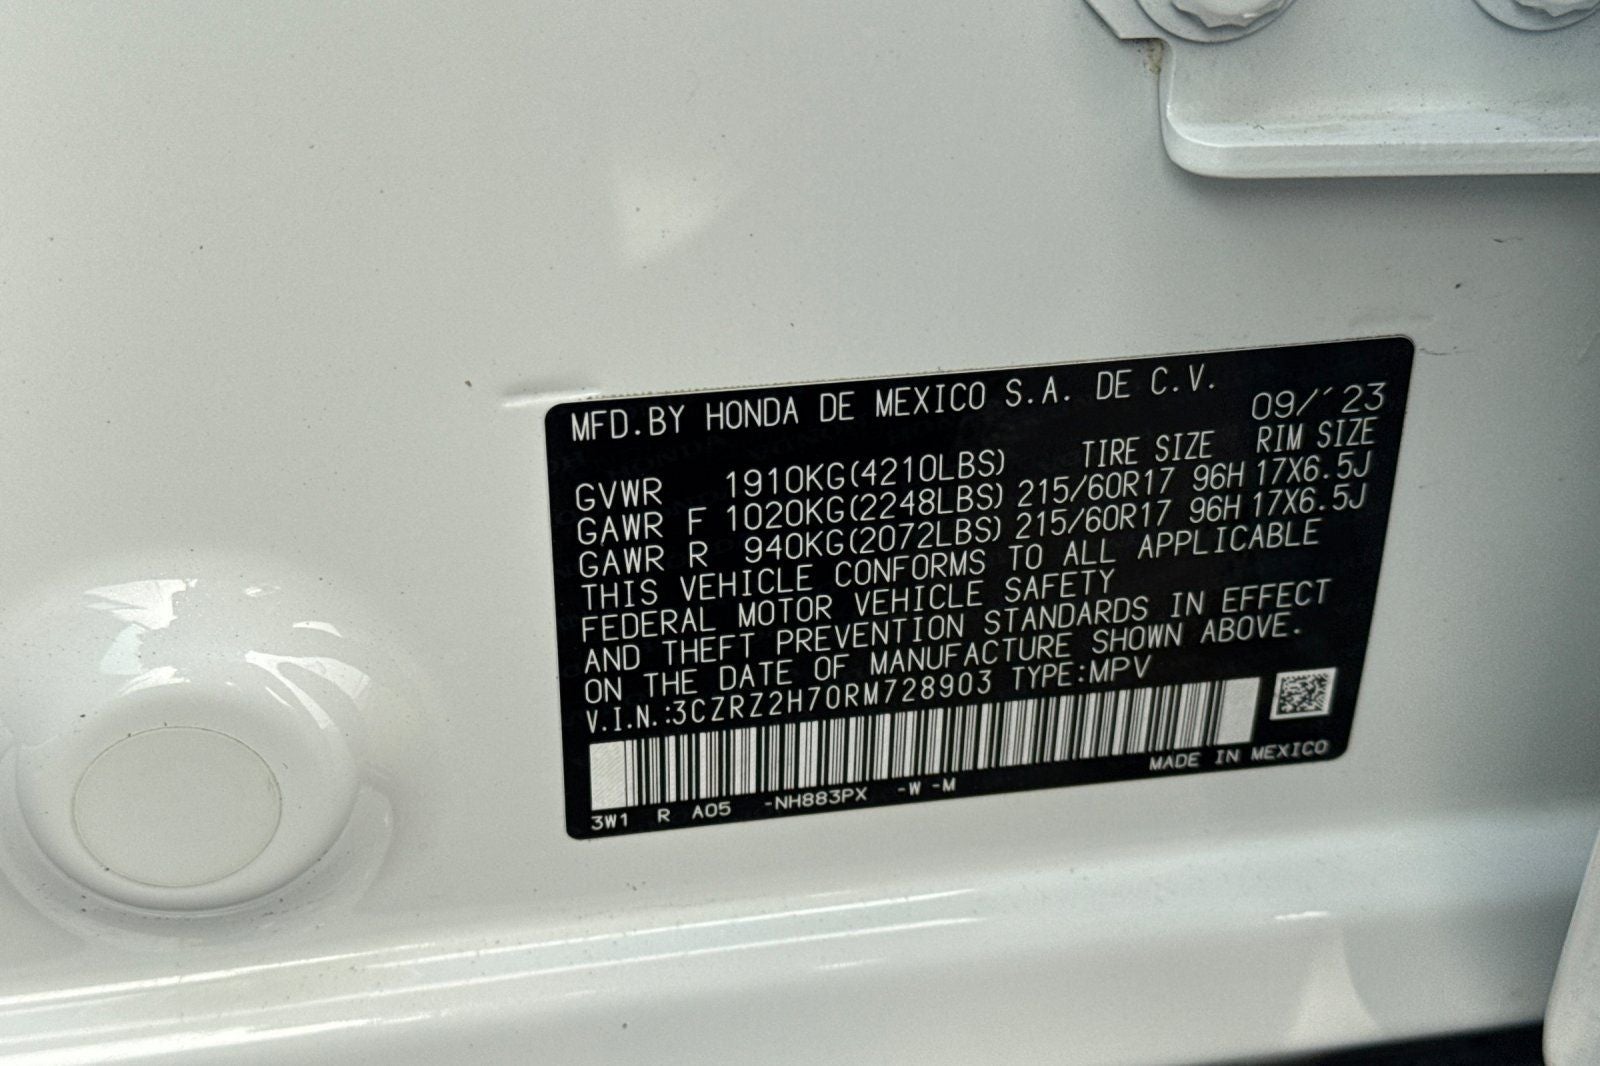 MFD.BY HONDA DE MEXICO S.A. DE C.V.
09/´23
TIRE SIZE RIM SIZE
GVWR 1910KG(4210LBS)
GAWR F 1020KG(2248LBS) 215/60R17 96H 17X6.5J
GAWR R 940KG(2072LBS) 215/60R17 96H 17X6.5J
THIS VEHICLE CONFORMS TO ALL APPLICABLE
FEDERAL MOTOR VEHICLE SAFETY
AND THEFT PREVENTION STANDARDS IN EFFECT
ON THE DATE OF MANUFACTURE SHOWN ABOVE.
V.I.N.:3CZRZ2H70RM728903 TYPE:MPV
MADE IN MEXICO
3W1 R A05 -NH883PX -W -M